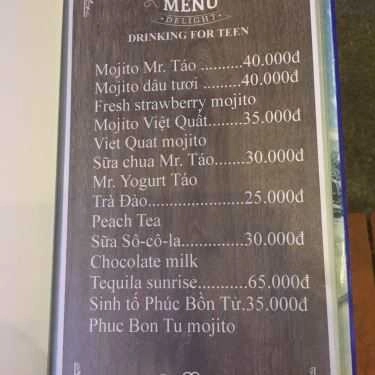 MENU
DELIGHT
DRINKING FOR TEEN
Mojito Mr. Táo ..........40.000đ
Mojito dâu tươi ..........40.000đ
Fresh strawberry mojito
Mojito Việt Quất.........35.000đ
Viet Quat mojito
Sữa chua Mr. Táo.......30.000đ
Mr. Yogurt Táo
Trà Đào.....................25.000đ
Peach Tea
Sữa Sô-cô-la..............30.000đ
Chocolate milk
Tequila sunrise...........65.000đ
Sinh tố Phúc Bồn Tử.35.000đ
Phuc Bon Tu mojito